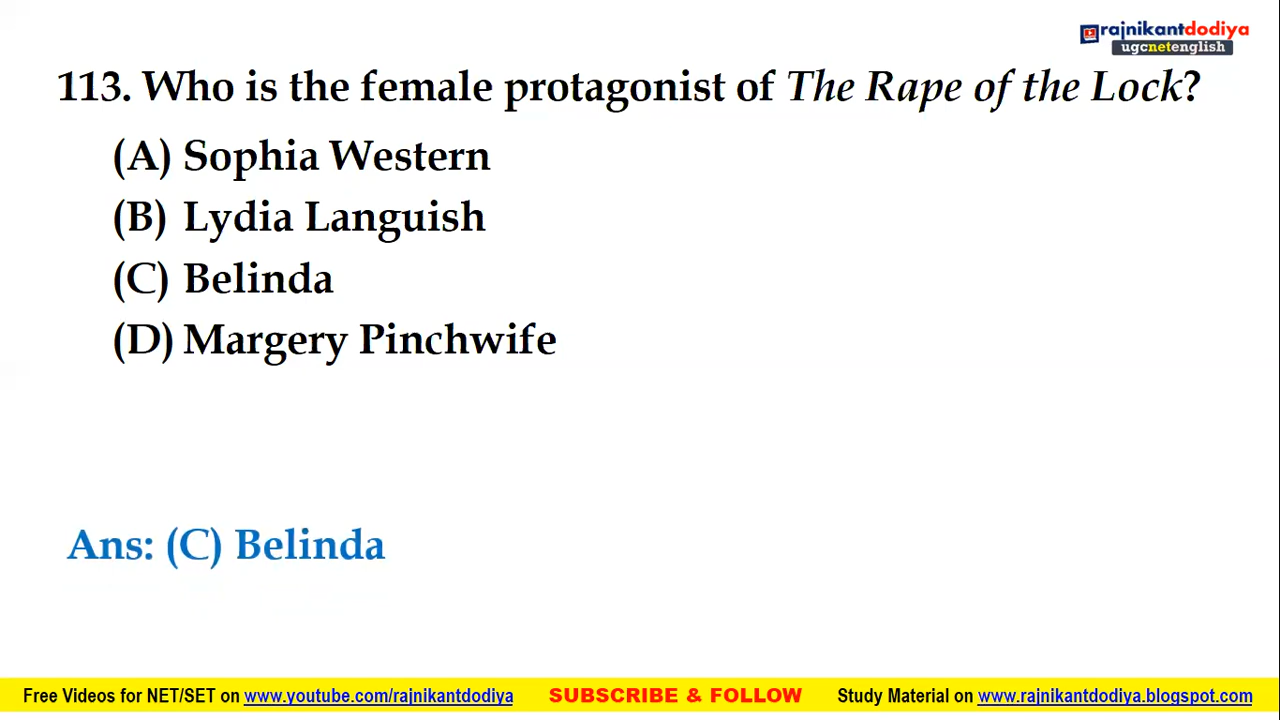 rajnikantdodiya
ugcnetenglish
113. Who is the female protagonist of The Rape of the Lock?
(A) Sophia Western
(B) Lydia Languish
(C) Belinda
(D) Margery Pinchwife
Ans: (C) Belinda
Free Videos for NET/SET on www.youtube.com/rajnikantdodiya SUBSCRIBE & FOLLOW Study Material on www.rajnikantdodiya.blogspot.com